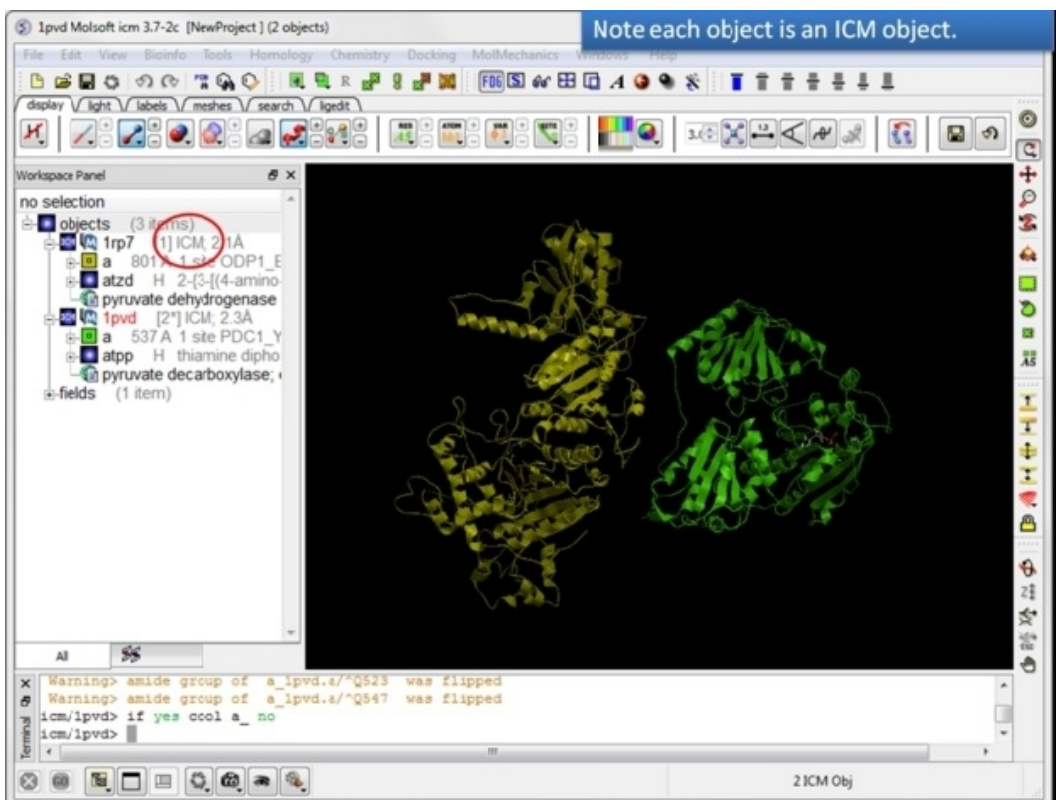 1pvd Molsoft icm 3.7-2c [NewProject ] (2 objects)
Note each object is an ICM object.
File Edit View Bioinfo Tools Homology Chemistry Docking MolMechanics Windows Help
display light labels meshes search ligedit
Workspace Panel
no selection
objects (3 items)
1rp7 [1] ICM; 2.1Å
a 801 A 1 site ODP1_E
atzd H 2-{3-[(4-amino-
pyruvate dehydrogenase
1pvd [2*] ICM; 2.3Å
a 537 A 1 site PDC1_Y
atpp H thiamine dipho
pyruvate decarboxylase;
fields (1 item)
All
Warning> amide group of a_1pvd.a/^Q523 was flipped
Warning> amide group of a_1pvd.a/^Q547 was flipped
icm/1pvd> if yes ccol a_ no
icm/1pvd>
Terminal
2 ICM Obj